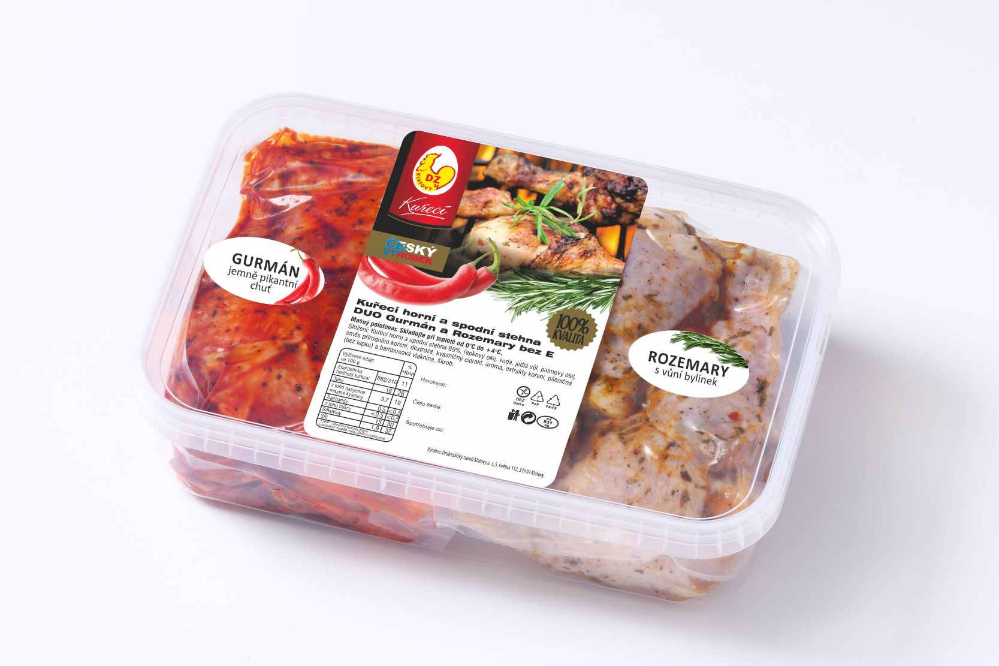 KLATOVY
DŽ
Kuřecí
ČESKÝ
VÝROBEK
GURMÁN
jemně pikantní
chuť
Kuřecí horní a spodní stehna
DUO Gurmán a Rozemary bez E
100%
KVALITA
Masný polotovar. Skladujte při teplotě od 0°C do +4°C.
Složení: Kuřecí horní a spodní stehna 89%, řepkový olej, voda, jedlá sůl, palmový olej,
směs přírodního koření, dextróza, kvasničný extrakt, aroma, extrakty koření, pšeničná
(bez lepku) a bambusová vláknina, škrob.
ROZEMARY
s vůní bylinek
Výživové údaje
ve 100 g
%
*RHP
Energetická
hodnota kJ/kcal 882/210 11
Tuky 18 26
z toho nasycené
mastné kyseliny 3.7 19
Sacharidy 0.5 <0.5
z toho cukry <0.5 <0.5
Bílkoviny 15 30
Sůl 1.9 32
Hmotnost:
Číslo šarže:
Spotřebujte do:
BEZ
lepku
7
PAP
PA/PE
CZ
931
ES
Výrobce: Drůbežářský závod Klatovy a. s., 5. května 112, 339 01 Klatovy.